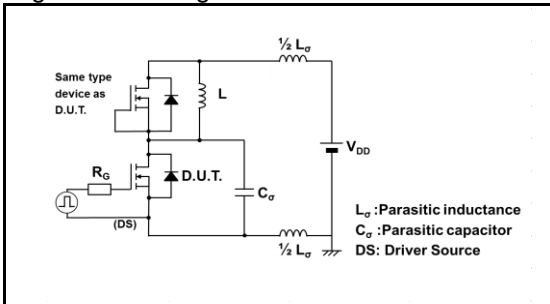 ½ Lσ
Same type
device as
D.U.T.
L
VDD
RG
D.U.T.
Cσ
(DS)
½ Lσ
Lσ :Parasitic inductance
Cσ :Parasitic capacitor
DS: Driver Source